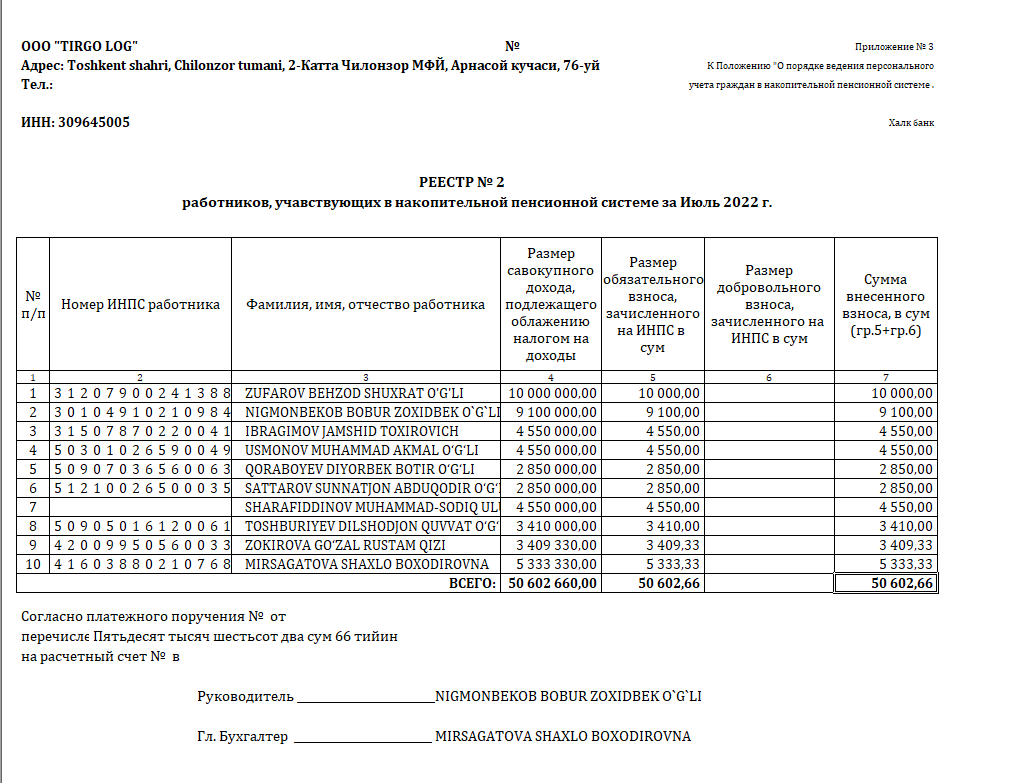 ООО "TIRGO LOG" № Приложение № 3
Адрес: Toshkent shahri, Chilonzor tumani, 2-Катта Чилонзор МФЙ, Арнасой кучаси, 76-уй К Положению "О порядке ведения персонального
Тел.: учета граждан в накопительной пенсионной системе .
ИНН: 309645005 Халк банк
РЕЕСТР № 2
работников, учавствующих в накопительной пенсионной системе за Июль 2022 г.
№ п/п Номер ИНПС работника Фамилия, имя, отчество работника Размер савокупного дохода, подлежащего облажению налогом на доходы Размер обязательного взноса, зачисленного на ИНПС в сум Размер добровольного взноса, зачисленного на ИНПС в сум Сумма внесенного взноса, в сум (гр.5+гр.6)
1 2 3 4 5 6 7
1 3 1 2 0 7 9 0 0 2 4 1 3 8 8 ZUFAROV BEHZOD SHUXRAT O'G'LI 10 000 000,00 10 000,00 10 000,00
2 3 0 1 0 4 9 1 0 2 1 0 9 8 4 NIGMONBEKOB BOBUR ZOXIDBEK O`G`LI 9 100 000,00 9 100,00 9 100,00
3 3 1 5 0 7 8 7 0 2 2 0 0 4 1 IBRAGIMOV JAMSHID TOXIROVICH 4 550 000,00 4 550,00 4 550,00
4 5 0 3 0 1 0 2 6 5 9 0 0 4 9 USMONOV MUHAMMAD AKMAL O'G'LI 4 550 000,00 4 550,00 4 550,00
5 5 0 9 0 7 0 3 6 5 6 0 0 6 3 QORABOYEV DIYORBEK BOTIR O'G'LI 2 850 000,00 2 850,00 2 850,00
6 5 1 2 1 0 0 2 6 5 0 0 0 3 5 SATTAROV SUNNATJON ABDUQODIR O'G' 2 850 000,00 2 850,00 2 850,00
7 SHARAFIDDINOV MUHAMMAD-SODIQ UL 4 550 000,00 4 550,00 4 550,00
8 5 0 9 0 5 0 1 6 1 2 0 0 6 1 TOSHBURIYEV DILSHODJON QUVVAT O'G' 3 410 000,00 3 410,00 3 410,00
9 4 2 0 0 9 9 5 0 5 6 0 0 3 3 ZOKIROVA GO'ZAL RUSTAM QIZI 3 409 330,00 3 409,33 3 409,33
10 4 1 6 0 3 8 8 0 2 1 0 7 6 8 MIRSAGATOVA SHAXLO BOXODIROVNA 5 333 330,00 5 333,33 5 333,33
ВСЕГО: 50 602 660,00 50 602,66 50 602,66
Согласно платежного поручения № от
перечисле Пятьдесят тысяч шестьсот два сум 66 тийин
на расчетный счет № в
Руководитель ____________________NIGMONBEKOB BOBUR ZOXIDBEK O`G`LI
Гл. Бухгалтер ____________________ MIRSAGATOVA SHAXLO BOXODIROVNA